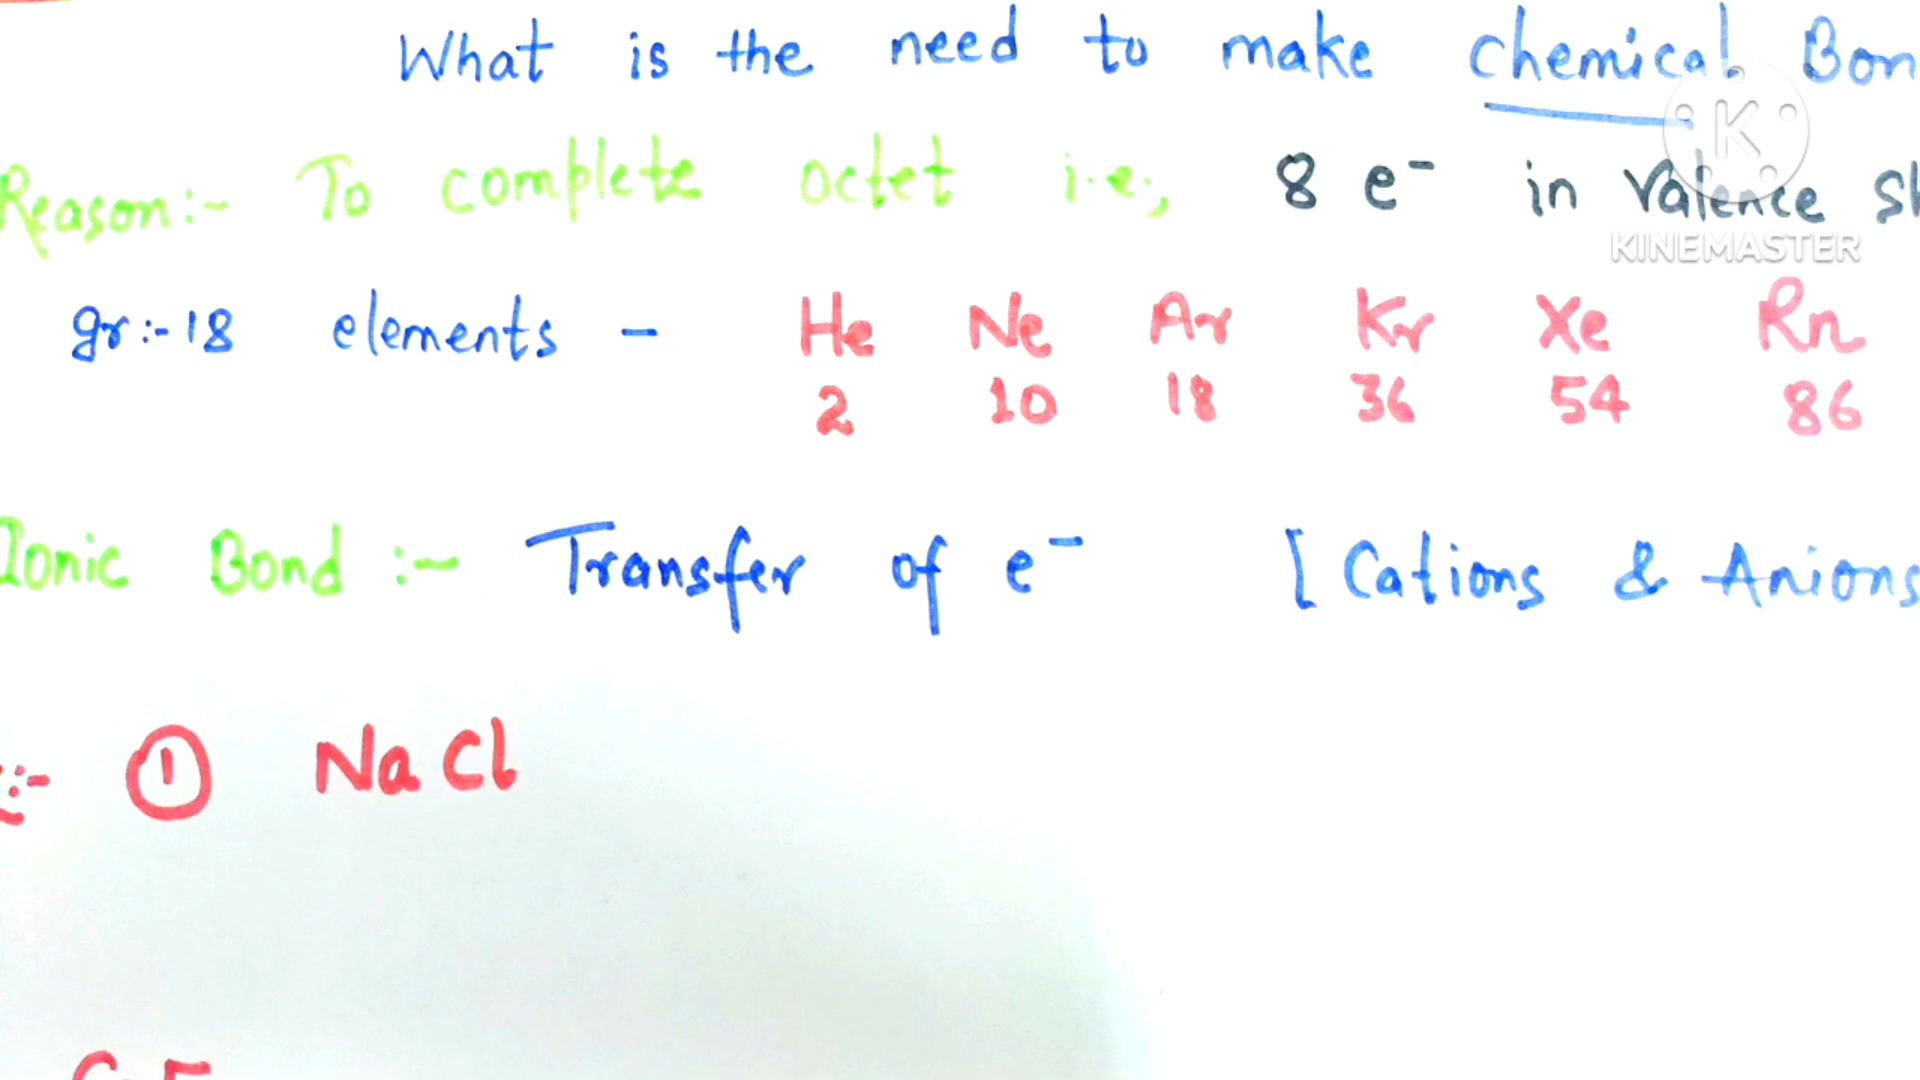 What is the need to make chemical Bon
Reason:- To complete octet i.e., 8 e⁻ in valence sh
K
KINEMASTER
gr:-18 elements - He Ne Ar Kr Xe Rn
2 10 18 36 54 86
Ionic Bond :- Transfer of e⁻ [ Cations & Anions
:- ① NaCl